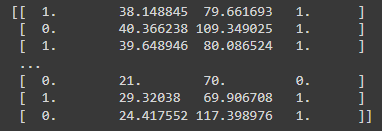 [[  1.         38.148845  79.661693   1.      ]
 [  0.         40.366238 109.349025   1.      ]
 [  1.         39.648946  80.086524   1.      ]
 ...
 [  0.         21.        70.         0.      ]
 [  1.         29.32038   69.906708   1.      ]
 [  0.         24.417552 117.398976   1.      ]]